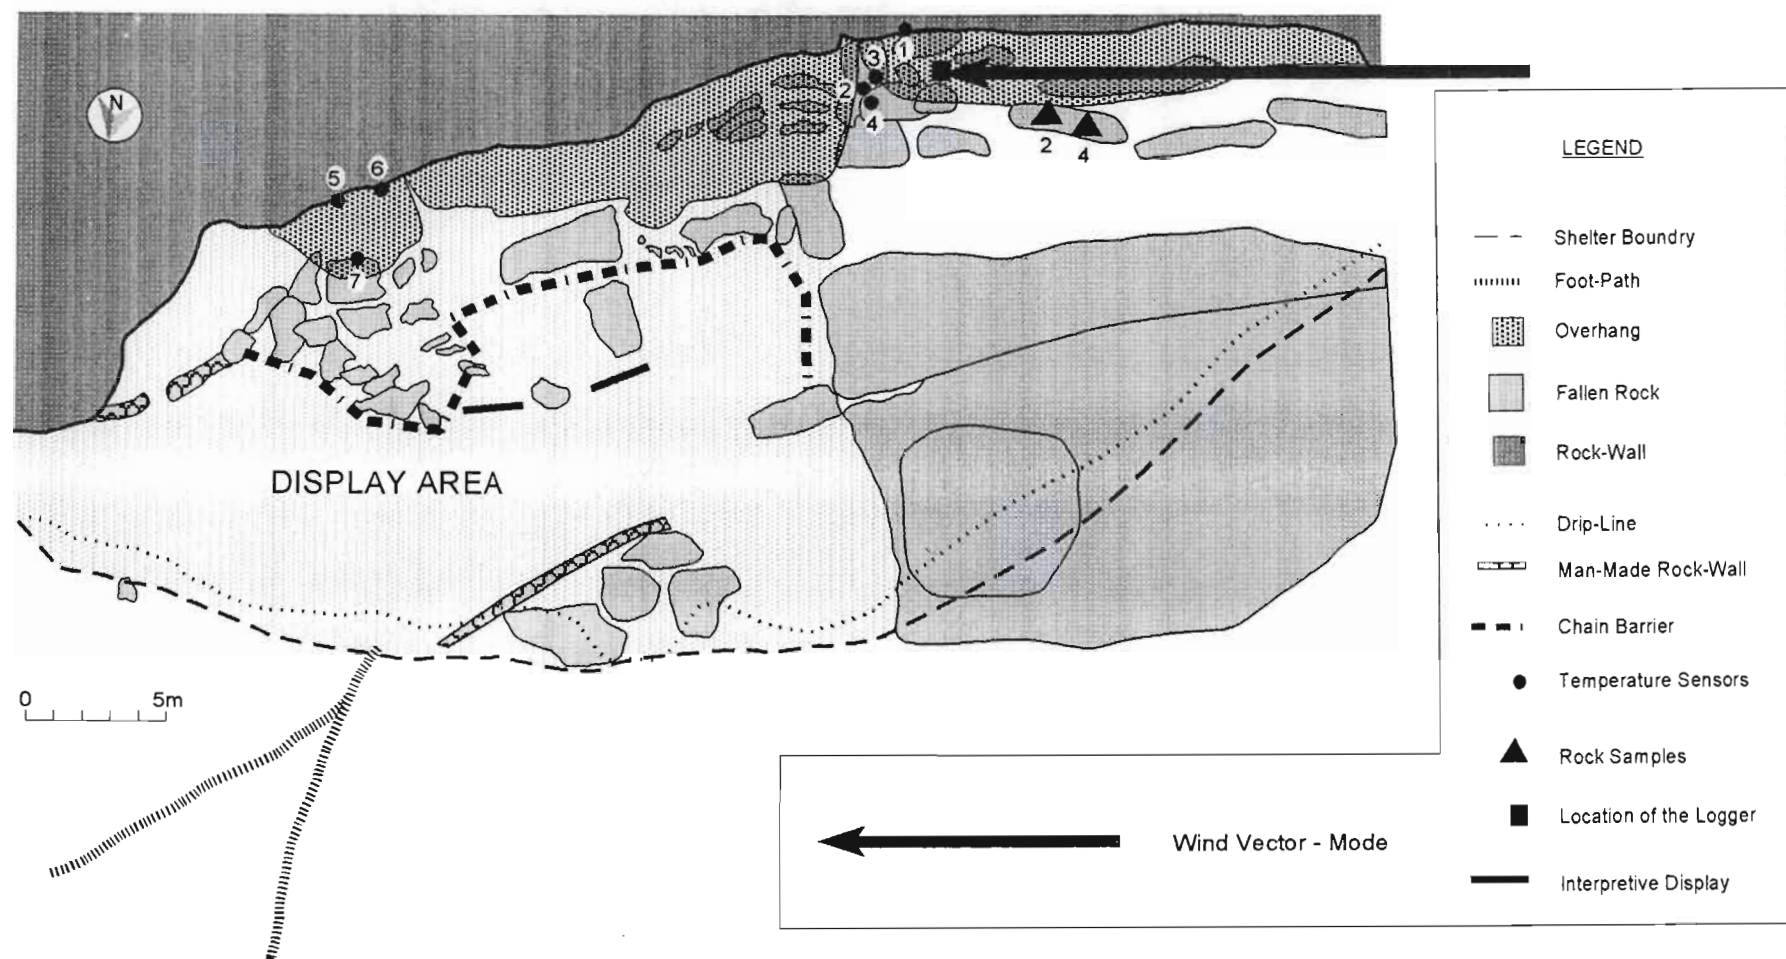 N
1
3
2
4
2
4
6
5
7
DISPLAY AREA
0 5m
LEGEND
Shelter Boundry
Foot-Path
Overhang
Fallen Rock
Rock-Wall
Drip-Line
Man-Made Rock-Wall
Chain Barrier
Temperature Sensors
Rock Samples
Location of the Logger
Interpretive Display
Wind Vector - Mode